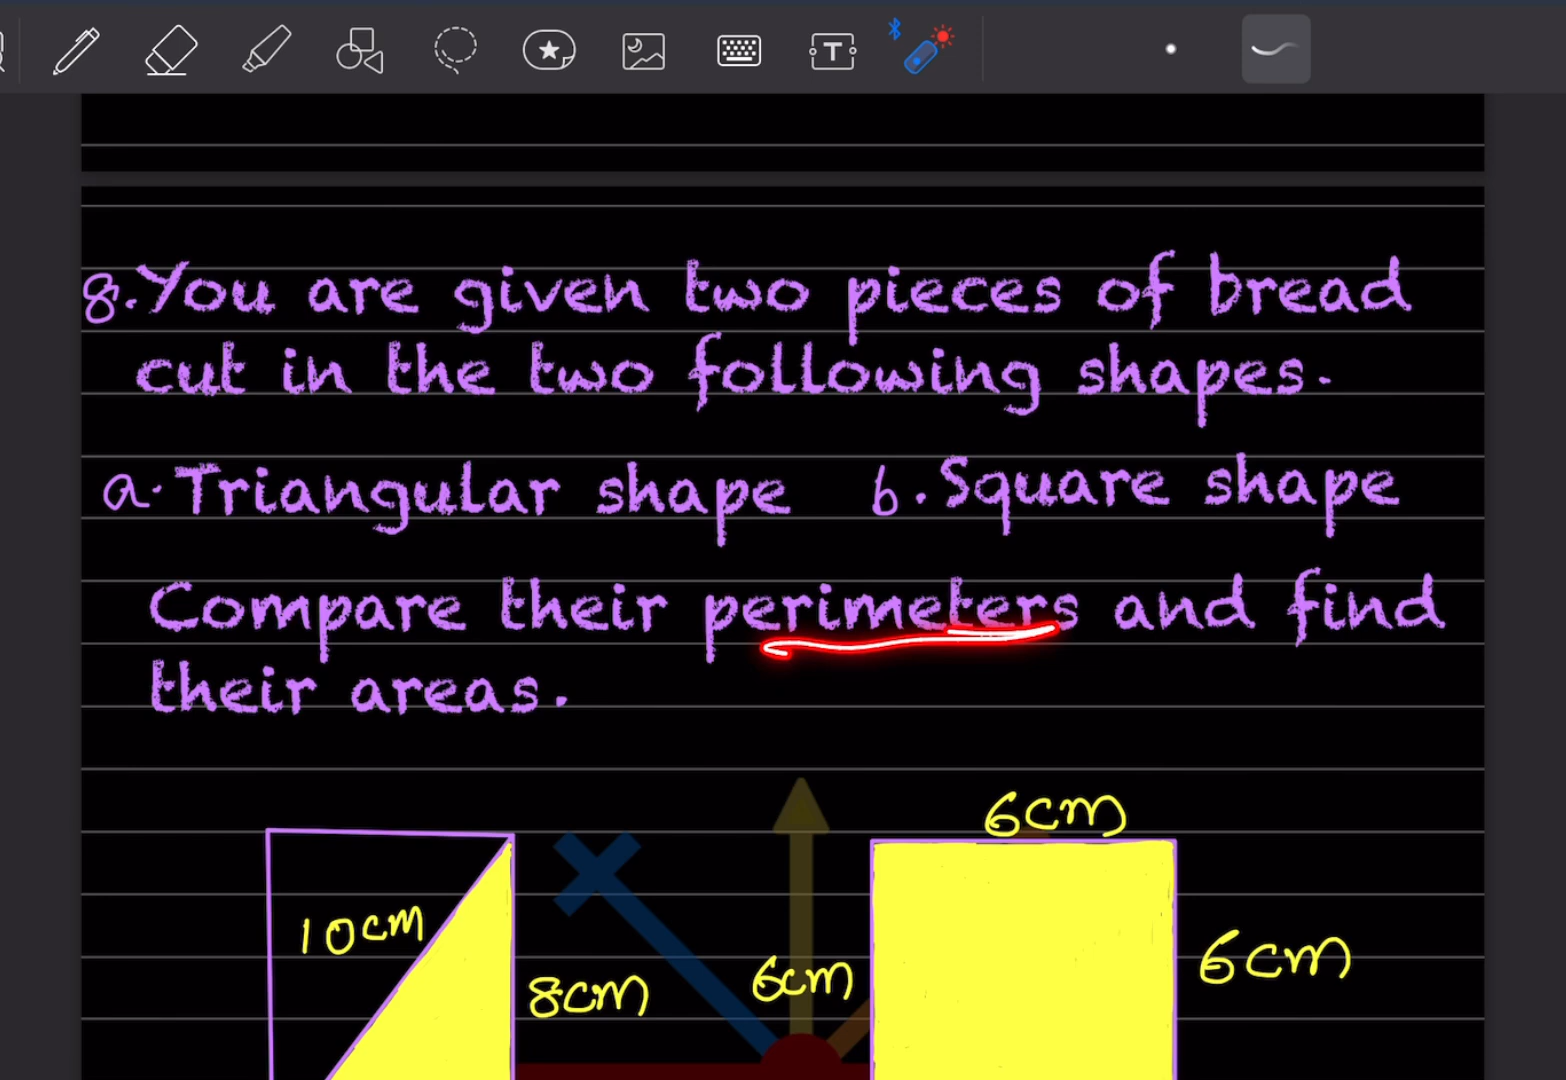 8. You are given two pieces of bread
cut in the two following shapes.
a. Triangular shape b. Square shape
Compare their perimeters and find
their areas.
6cm
10cm
8cm
6cm
6cm